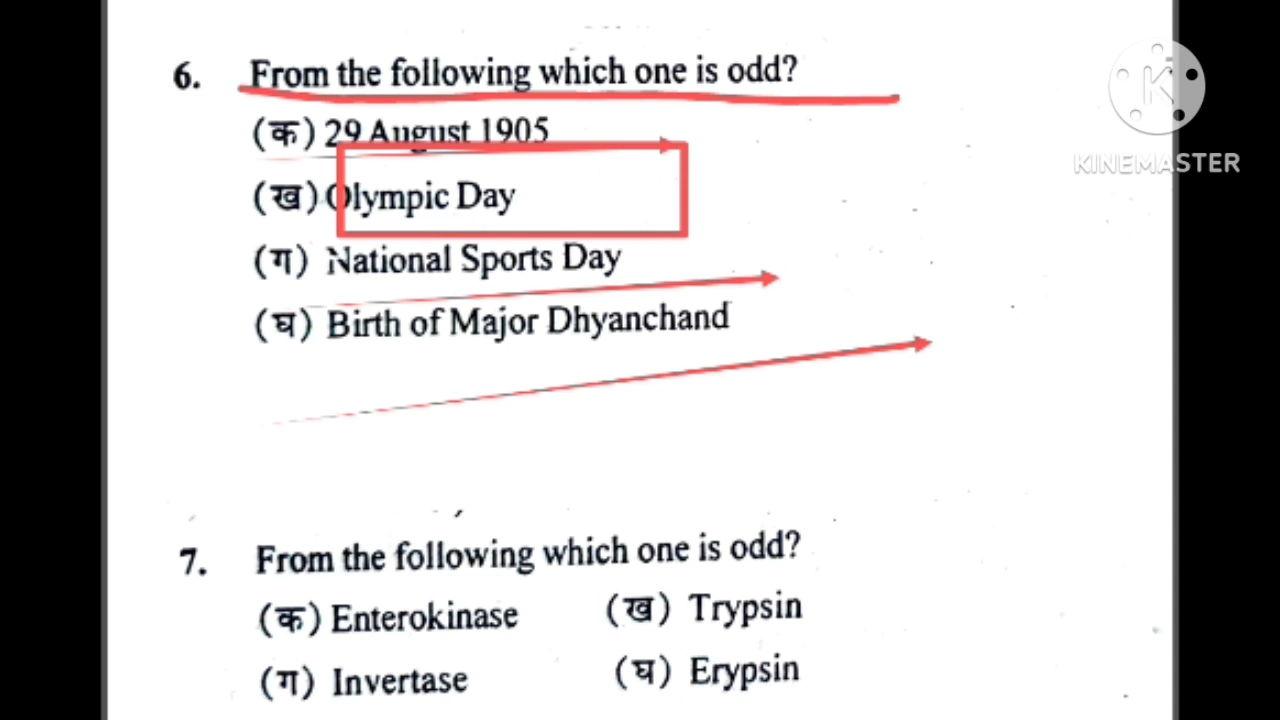 6. From the following which one is odd?
(क) 29 August 1905
(ख) Olympic Day
(ग) National Sports Day
(घ) Birth of Major Dhyanchand
KINEMASTER
7. From the following which one is odd?
(क) Enterokinase (ख) Trypsin
(ग) Invertase (घ) Erypsin